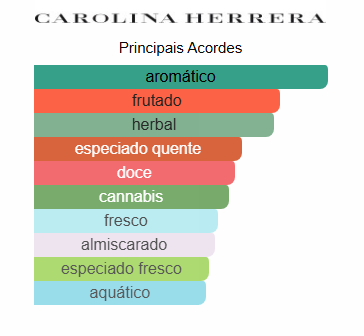 CAROLINA HERRERA
Principais Acordes
aromático
frutado
herbal
especiado quente
doce
cannabis
fresco
almiscarado
especiado fresco
aquático